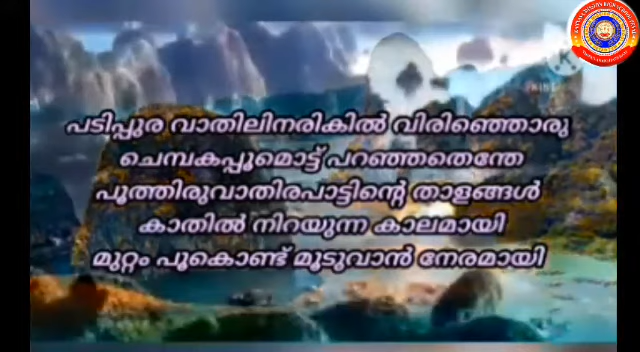 പടിപ്പുര വാതിലിനരികിൽ വിരിഞ്ഞൊരു
ചെമ്പകപ്പൂമൊട്ട് പറഞ്ഞതെന്തേ
പൂത്തിരുവാതിരപാട്ടിന്റെ താളങ്ങൾ
കാതിൽ നിറയുന്ന കാലമായി
മുറ്റം പൂകൊണ്ട് മൂടുവാൻ നേരമായി